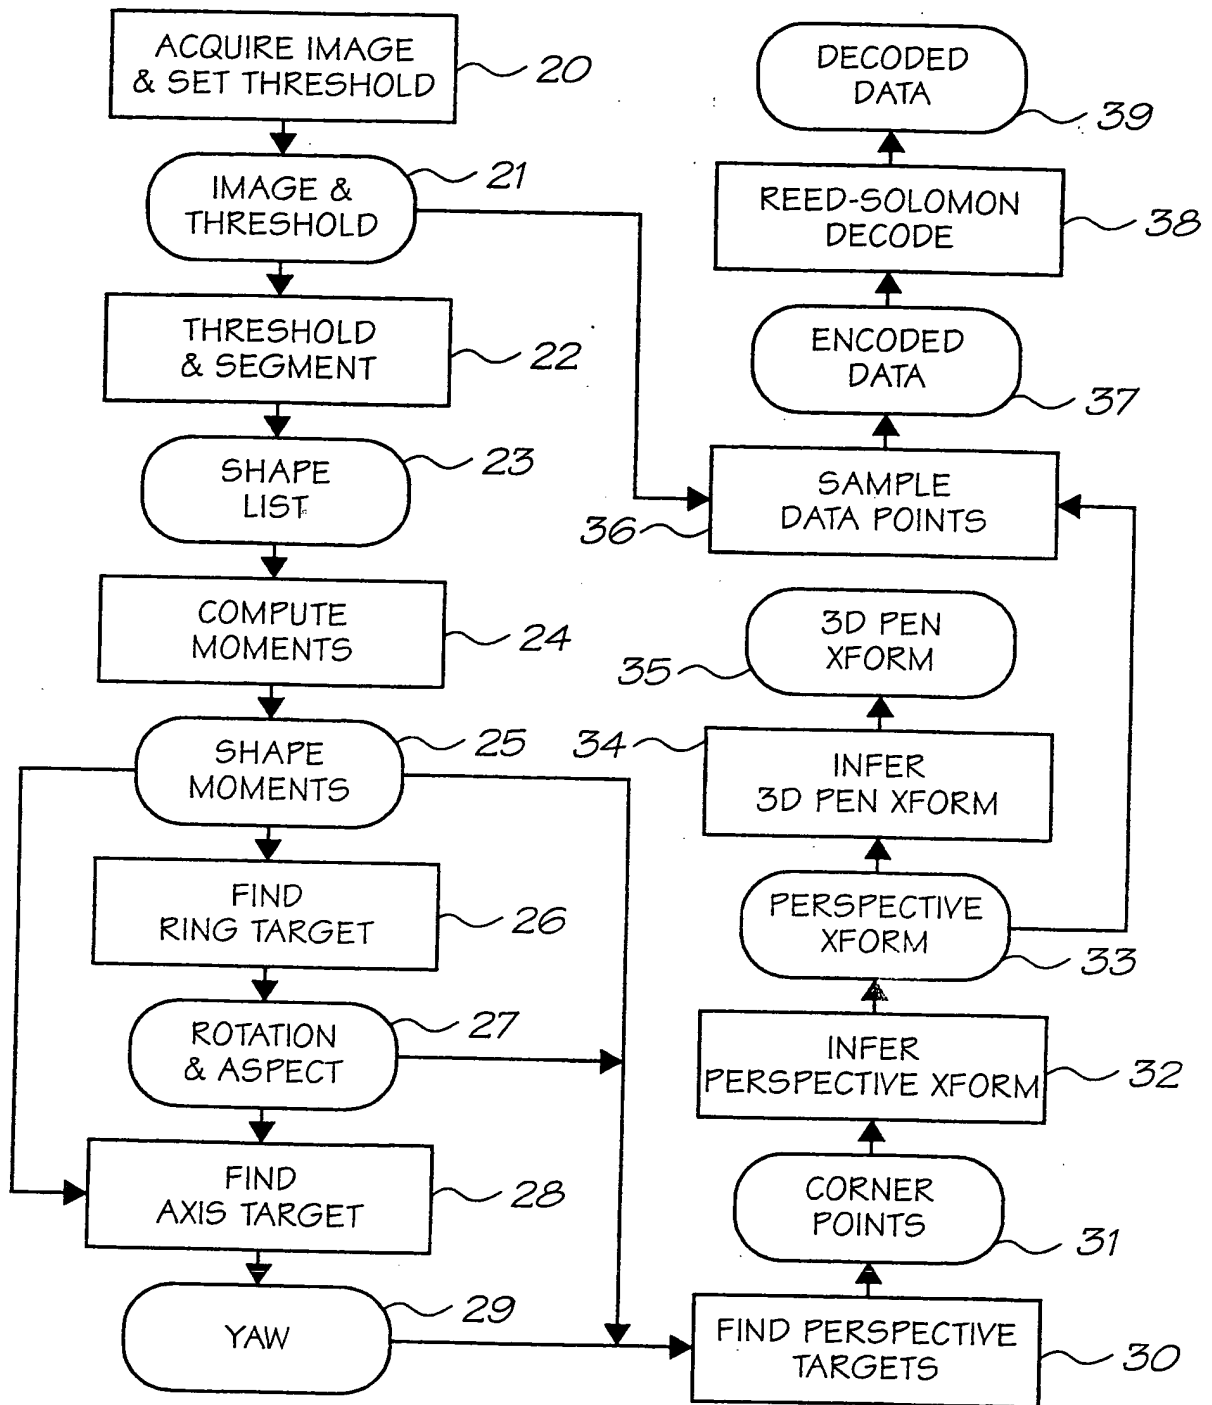 ACQUIRE IMAGE
& SET THRESHOLD
20
IMAGE &
THRESHOLD
21
THRESHOLD
& SEGMENT
22
SHAPE
LIST
23
COMPUTE
MOMENTS
24
SHAPE
MOMENTS
25
FIND
RING TARGET
26
ROTATION
& ASPECT
27
FIND
AXIS TARGET
28
YAW
29
FIND PERSPECTIVE
TARGETS
30
CORNER
POINTS
31
INFER
PERSPECTIVE XFORM
32
PERSPECTIVE
XFORM
33
INFER
3D PEN XFORM
34
3D PEN
XFORM
35
SAMPLE
DATA POINTS
36
ENCODED
DATA
37
REED-SOLOMON
DECODE
38
DECODED
DATA
39